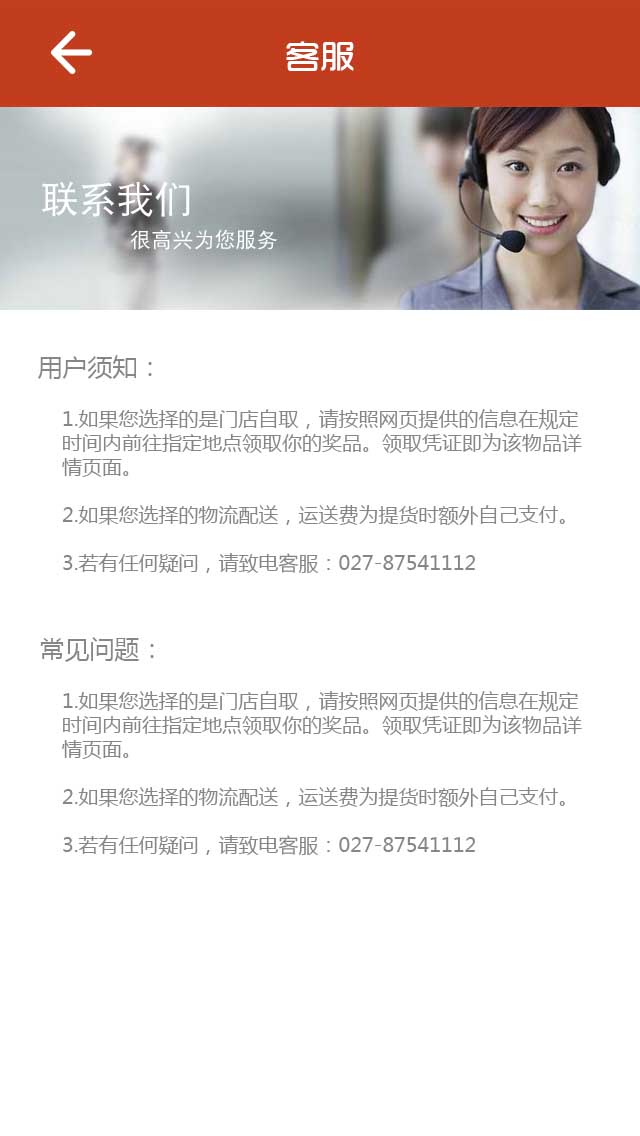 客服
联系我们
很高兴为您服务
用户须知：
1.如果您选择的是门店自取，请按照网页提供的信息在规定
时间内前往指定地点领取你的奖品。领取凭证即为该物品详
情页面。
2.如果您选择的物流配送，运送费为提货时额外自己支付。
3.若有任何疑问，请致电客服：027-87541112
常见问题：
1.如果您选择的是门店自取，请按照网页提供的信息在规定
时间内前往指定地点领取你的奖品。领取凭证即为该物品详
情页面。
2.如果您选择的物流配送，运送费为提货时额外自己支付。
3.若有任何疑问，请致电客服：027-87541112